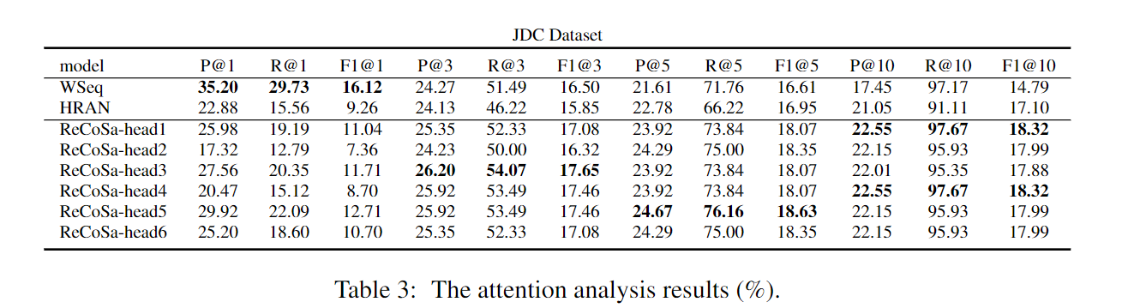 JDC Dataset
model P@1 R@1 F1@1 P@3 R@3 F1@3 P@5 R@5 F1@5 P@10 R@10 F1@10
WSeq 35.20 29.73 16.12 24.27 51.49 16.50 21.61 71.76 16.61 17.45 97.17 14.79
HRAN 22.88 15.56 9.26 24.13 46.22 15.85 22.78 66.22 16.95 21.05 91.11 17.10
ReCoSa-head1 25.98 19.19 11.04 25.35 52.33 17.08 23.92 73.84 18.07 22.55 97.67 18.32
ReCoSa-head2 17.32 12.79 7.36 24.23 50.00 16.32 24.29 75.00 18.35 22.15 95.93 17.99
ReCoSa-head3 27.56 20.35 11.71 26.20 54.07 17.65 23.92 73.84 18.07 22.01 95.35 17.88
ReCoSa-head4 20.47 15.12 8.70 25.92 53.49 17.46 23.92 73.84 18.07 22.55 97.67 18.32
ReCoSa-head5 29.92 22.09 12.71 25.92 53.49 17.46 24.67 76.16 18.63 22.15 95.93 17.99
ReCoSa-head6 25.20 18.60 10.70 25.35 52.33 17.08 24.29 75.00 18.35 22.15 95.93 17.99
Table 3: The attention analysis results (%).